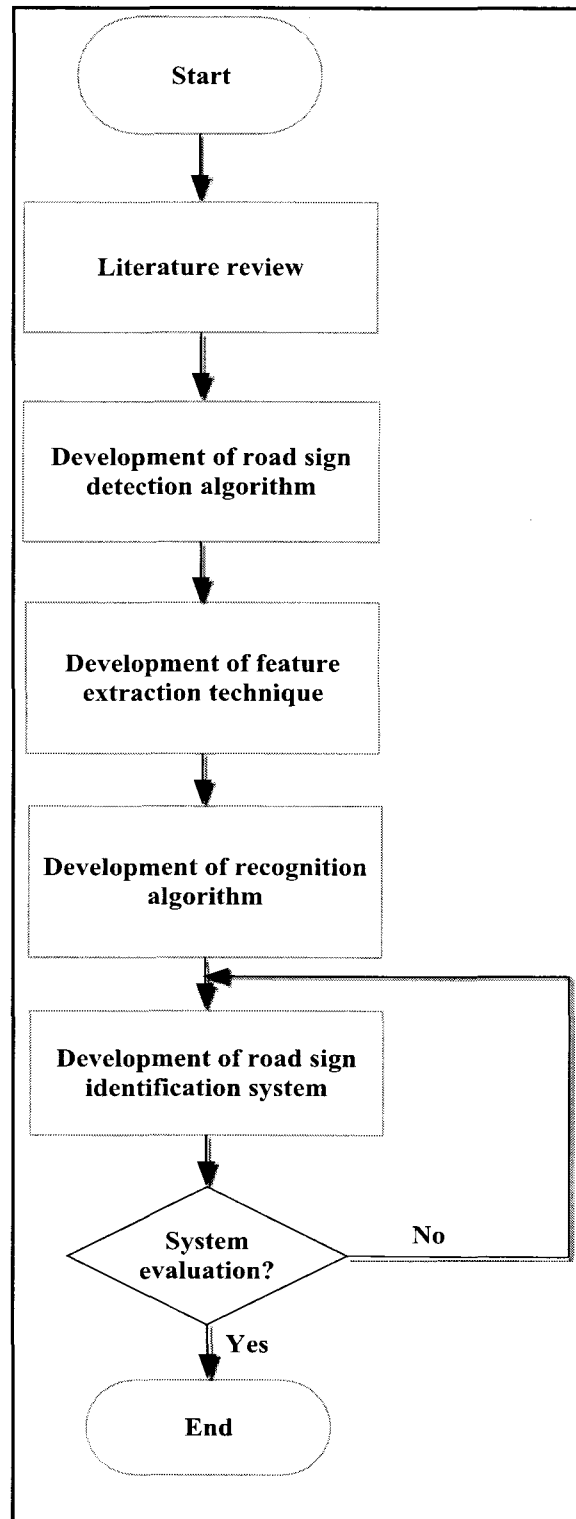 Start
Literature review
Development of road sign
detection algorithm
Development of feature
extraction technique
Development of recognition
algorithm
Development of road sign
identification system
System
evaluation?
No
Yes
End